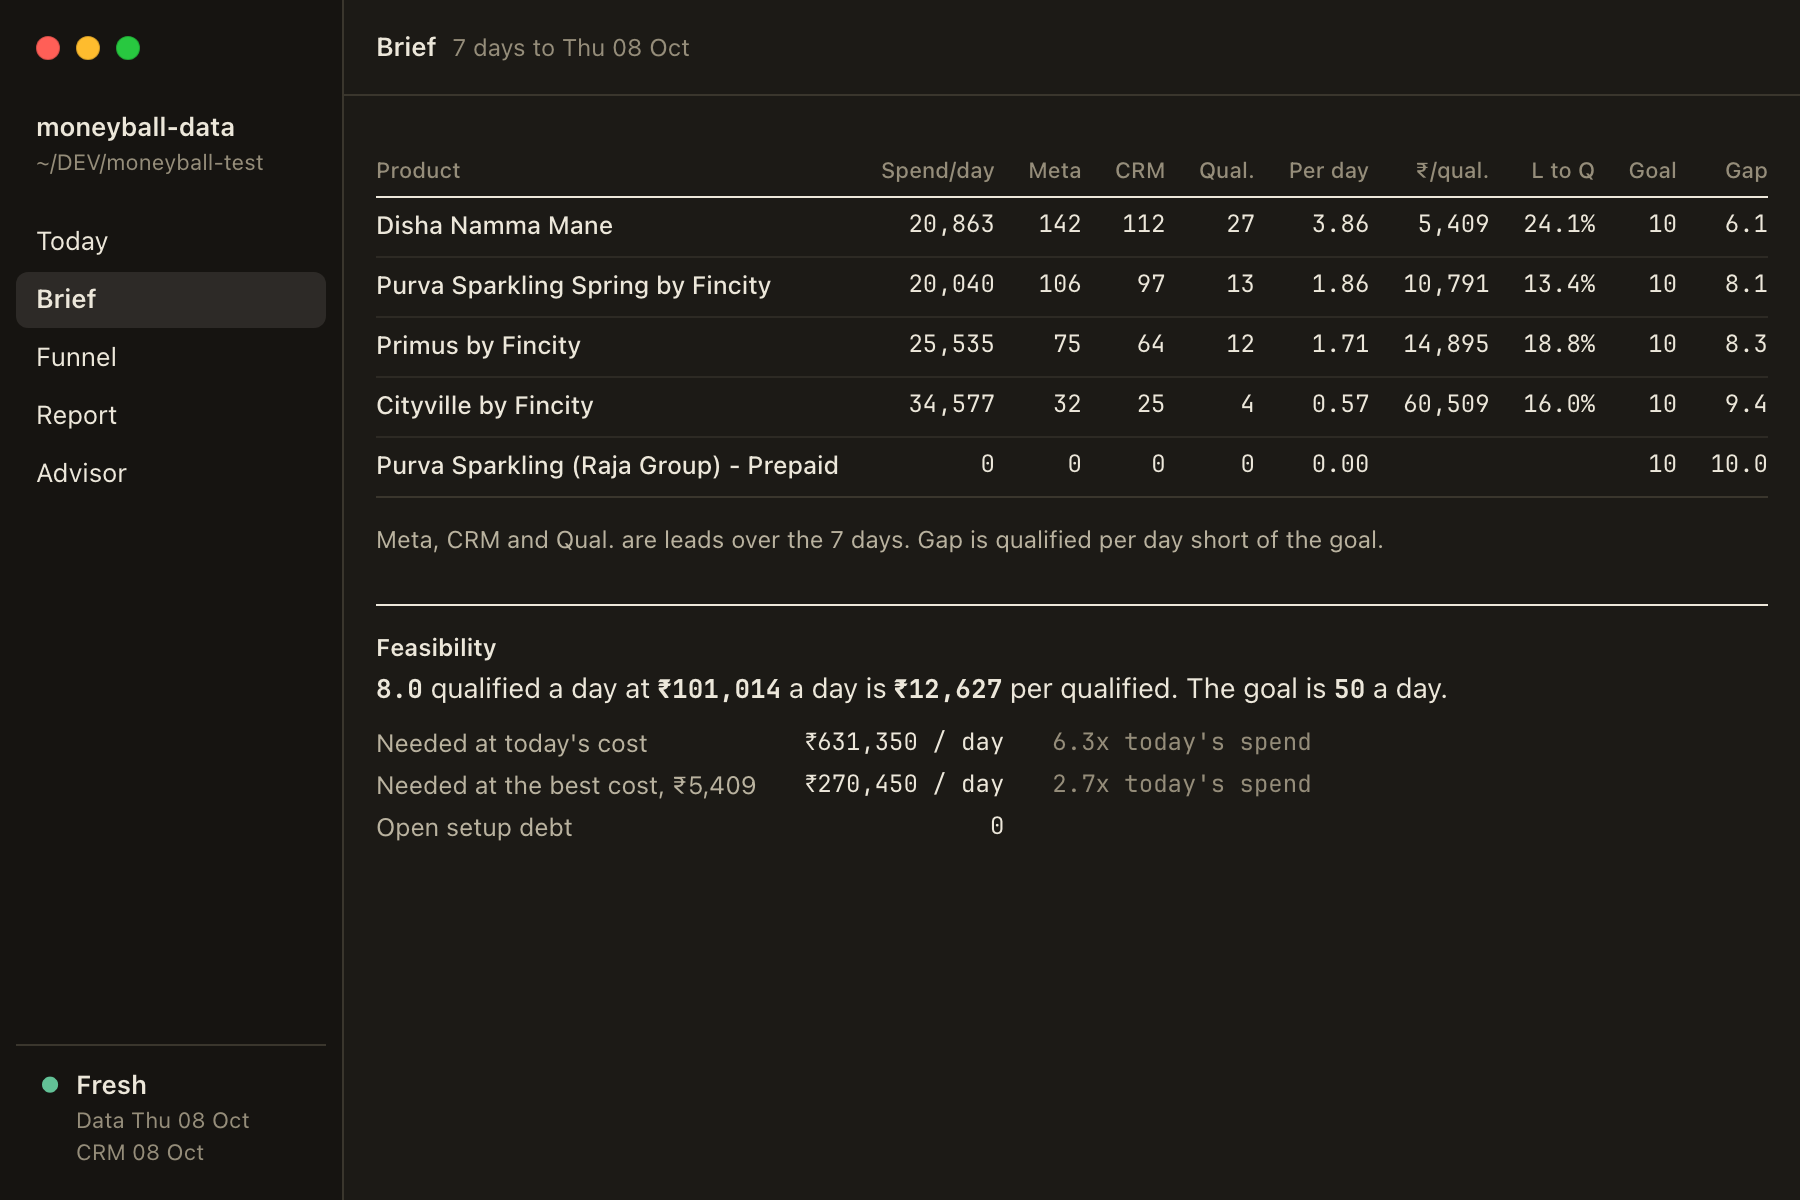 moneyball-data
~/DEV/moneyball-test
Today
Brief
Funnel
Report
Advisor
Fresh
Data Thu 08 Oct
CRM 08 Oct
Brief 7 days to Thu 08 Oct
Product Spend/day Meta CRM Qual. Per day ₹/qual. L to Q Goal Gap
Disha Namma Mane 20,863 142 112 27 3.86 5,409 24.1% 10 6.1
Purva Sparkling Spring by Fincity 20,040 106 97 13 1.86 10,791 13.4% 10 8.1
Primus by Fincity 25,535 75 64 12 1.71 14,895 18.8% 10 8.3
Cityville by Fincity 34,577 32 25 4 0.57 60,509 16.0% 10 9.4
Purva Sparkling (Raja Group) - Prepaid 0 0 0 0 0.00 10 10.0
Meta, CRM and Qual. are leads over the 7 days. Gap is qualified per day short of the goal.
Feasibility
8.0 qualified a day at ₹101,014 a day is ₹12,627 per qualified. The goal is 50 a day.
Needed at today's cost ₹631,350 / day 6.3x today's spend
Needed at the best cost, ₹5,409 ₹270,450 / day 2.7x today's spend
Open setup debt 0